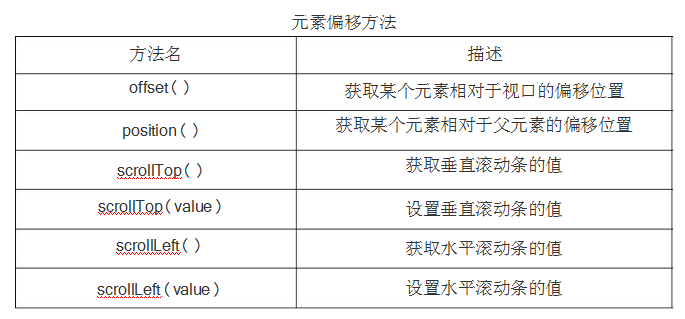 元素偏移方法
方法名 描述
offset( ) 获取某个元素相对于视口的偏移位置
position( ) 获取某个元素相对于父元素的偏移位置
scrollTop( ) 获取垂直滚动条的值
scrollTop(value) 设置垂直滚动条的值
scrollLeft( ) 获取水平滚动条的值
scrollLeft(value) 设置水平滚动条的值